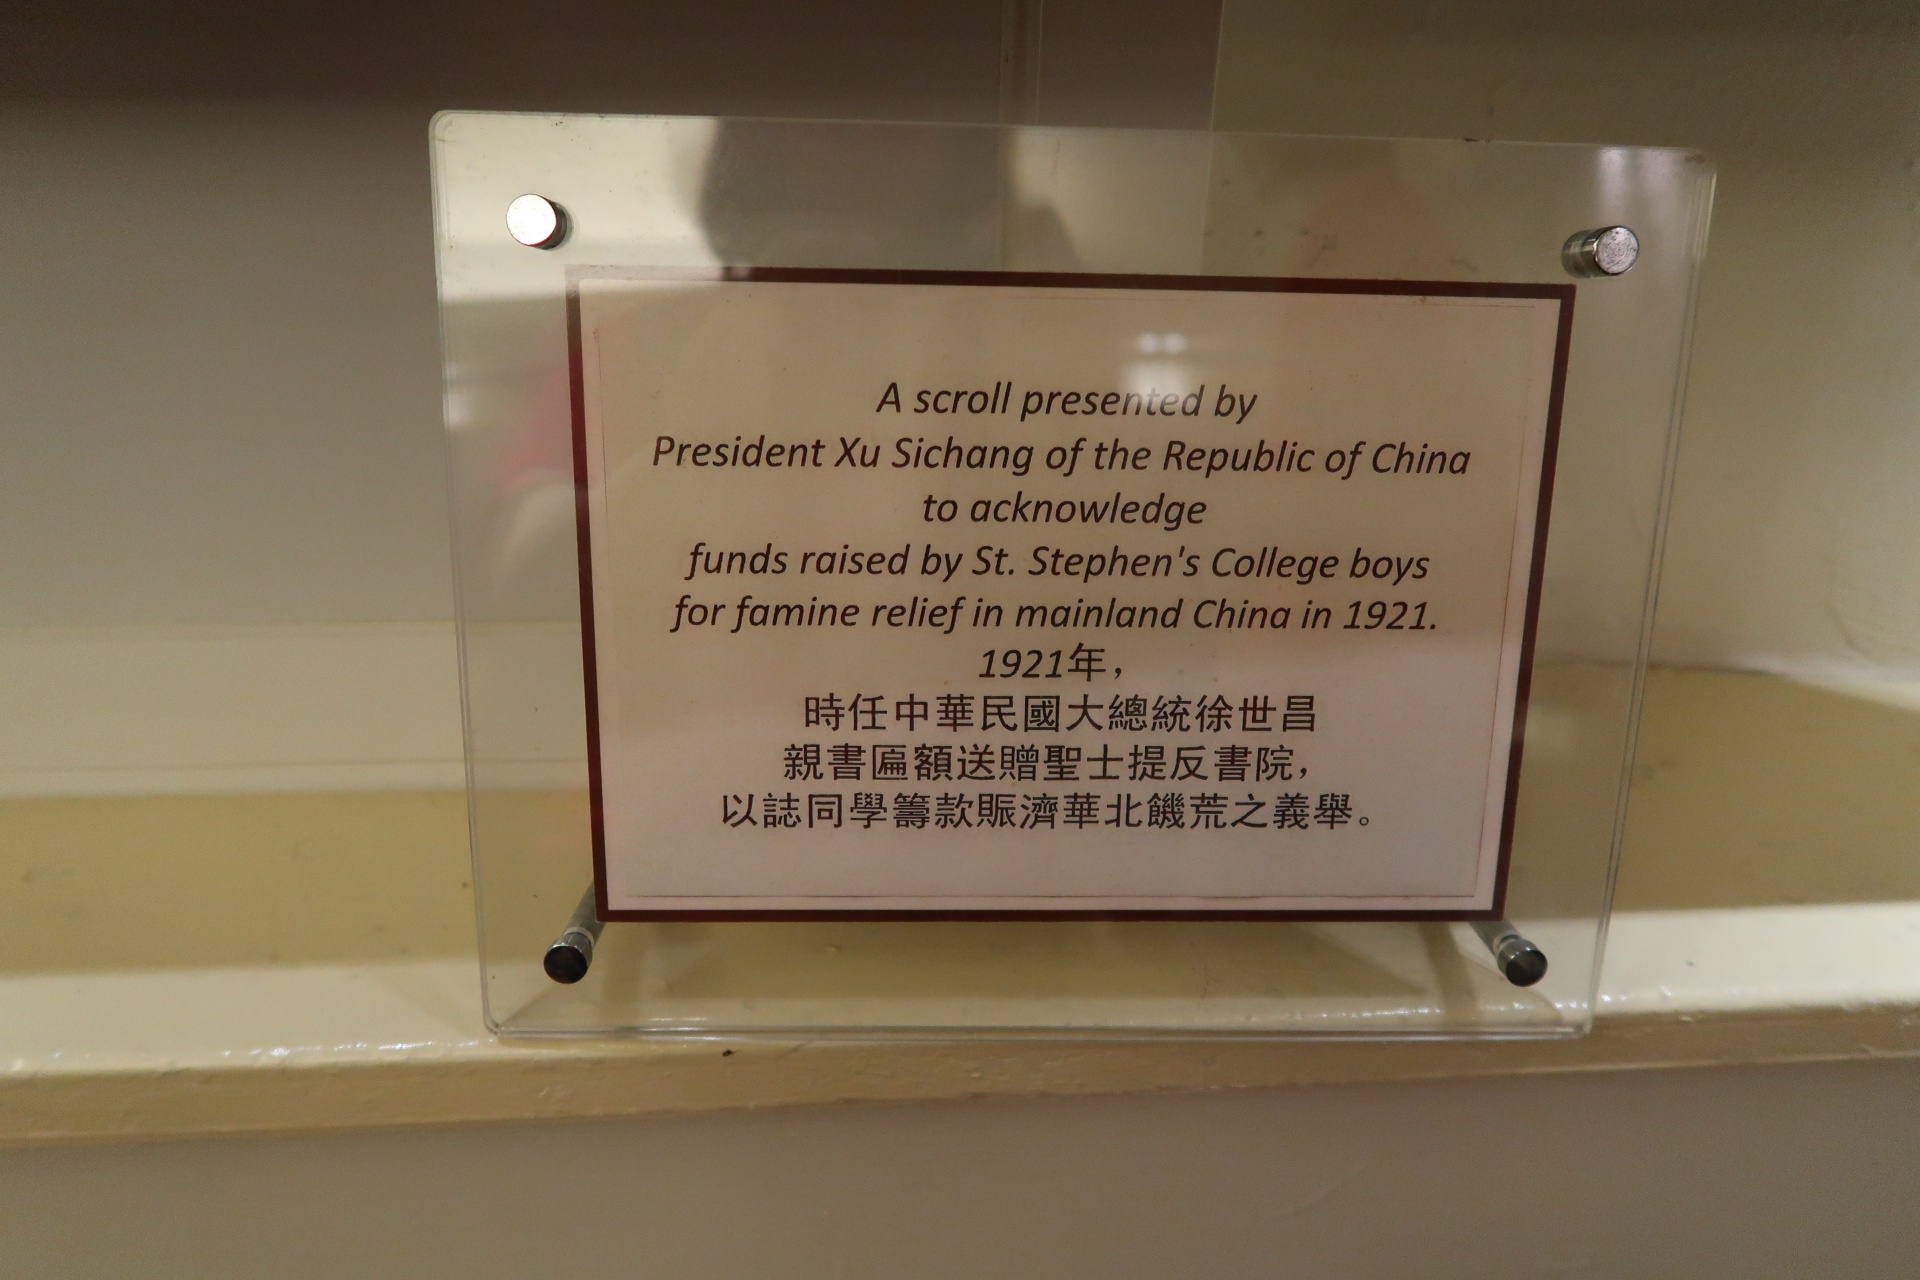 A scroll presented by
President Xu Sichang of the Republic of China
to acknowledge
funds raised by St. Stephen's College boys
for famine relief in mainland China in 1921.
1921年，
時任中華民國大總統徐世昌
親書匾額送贈聖士提反書院，
以誌同學籌款賑濟華北饑荒之義舉。